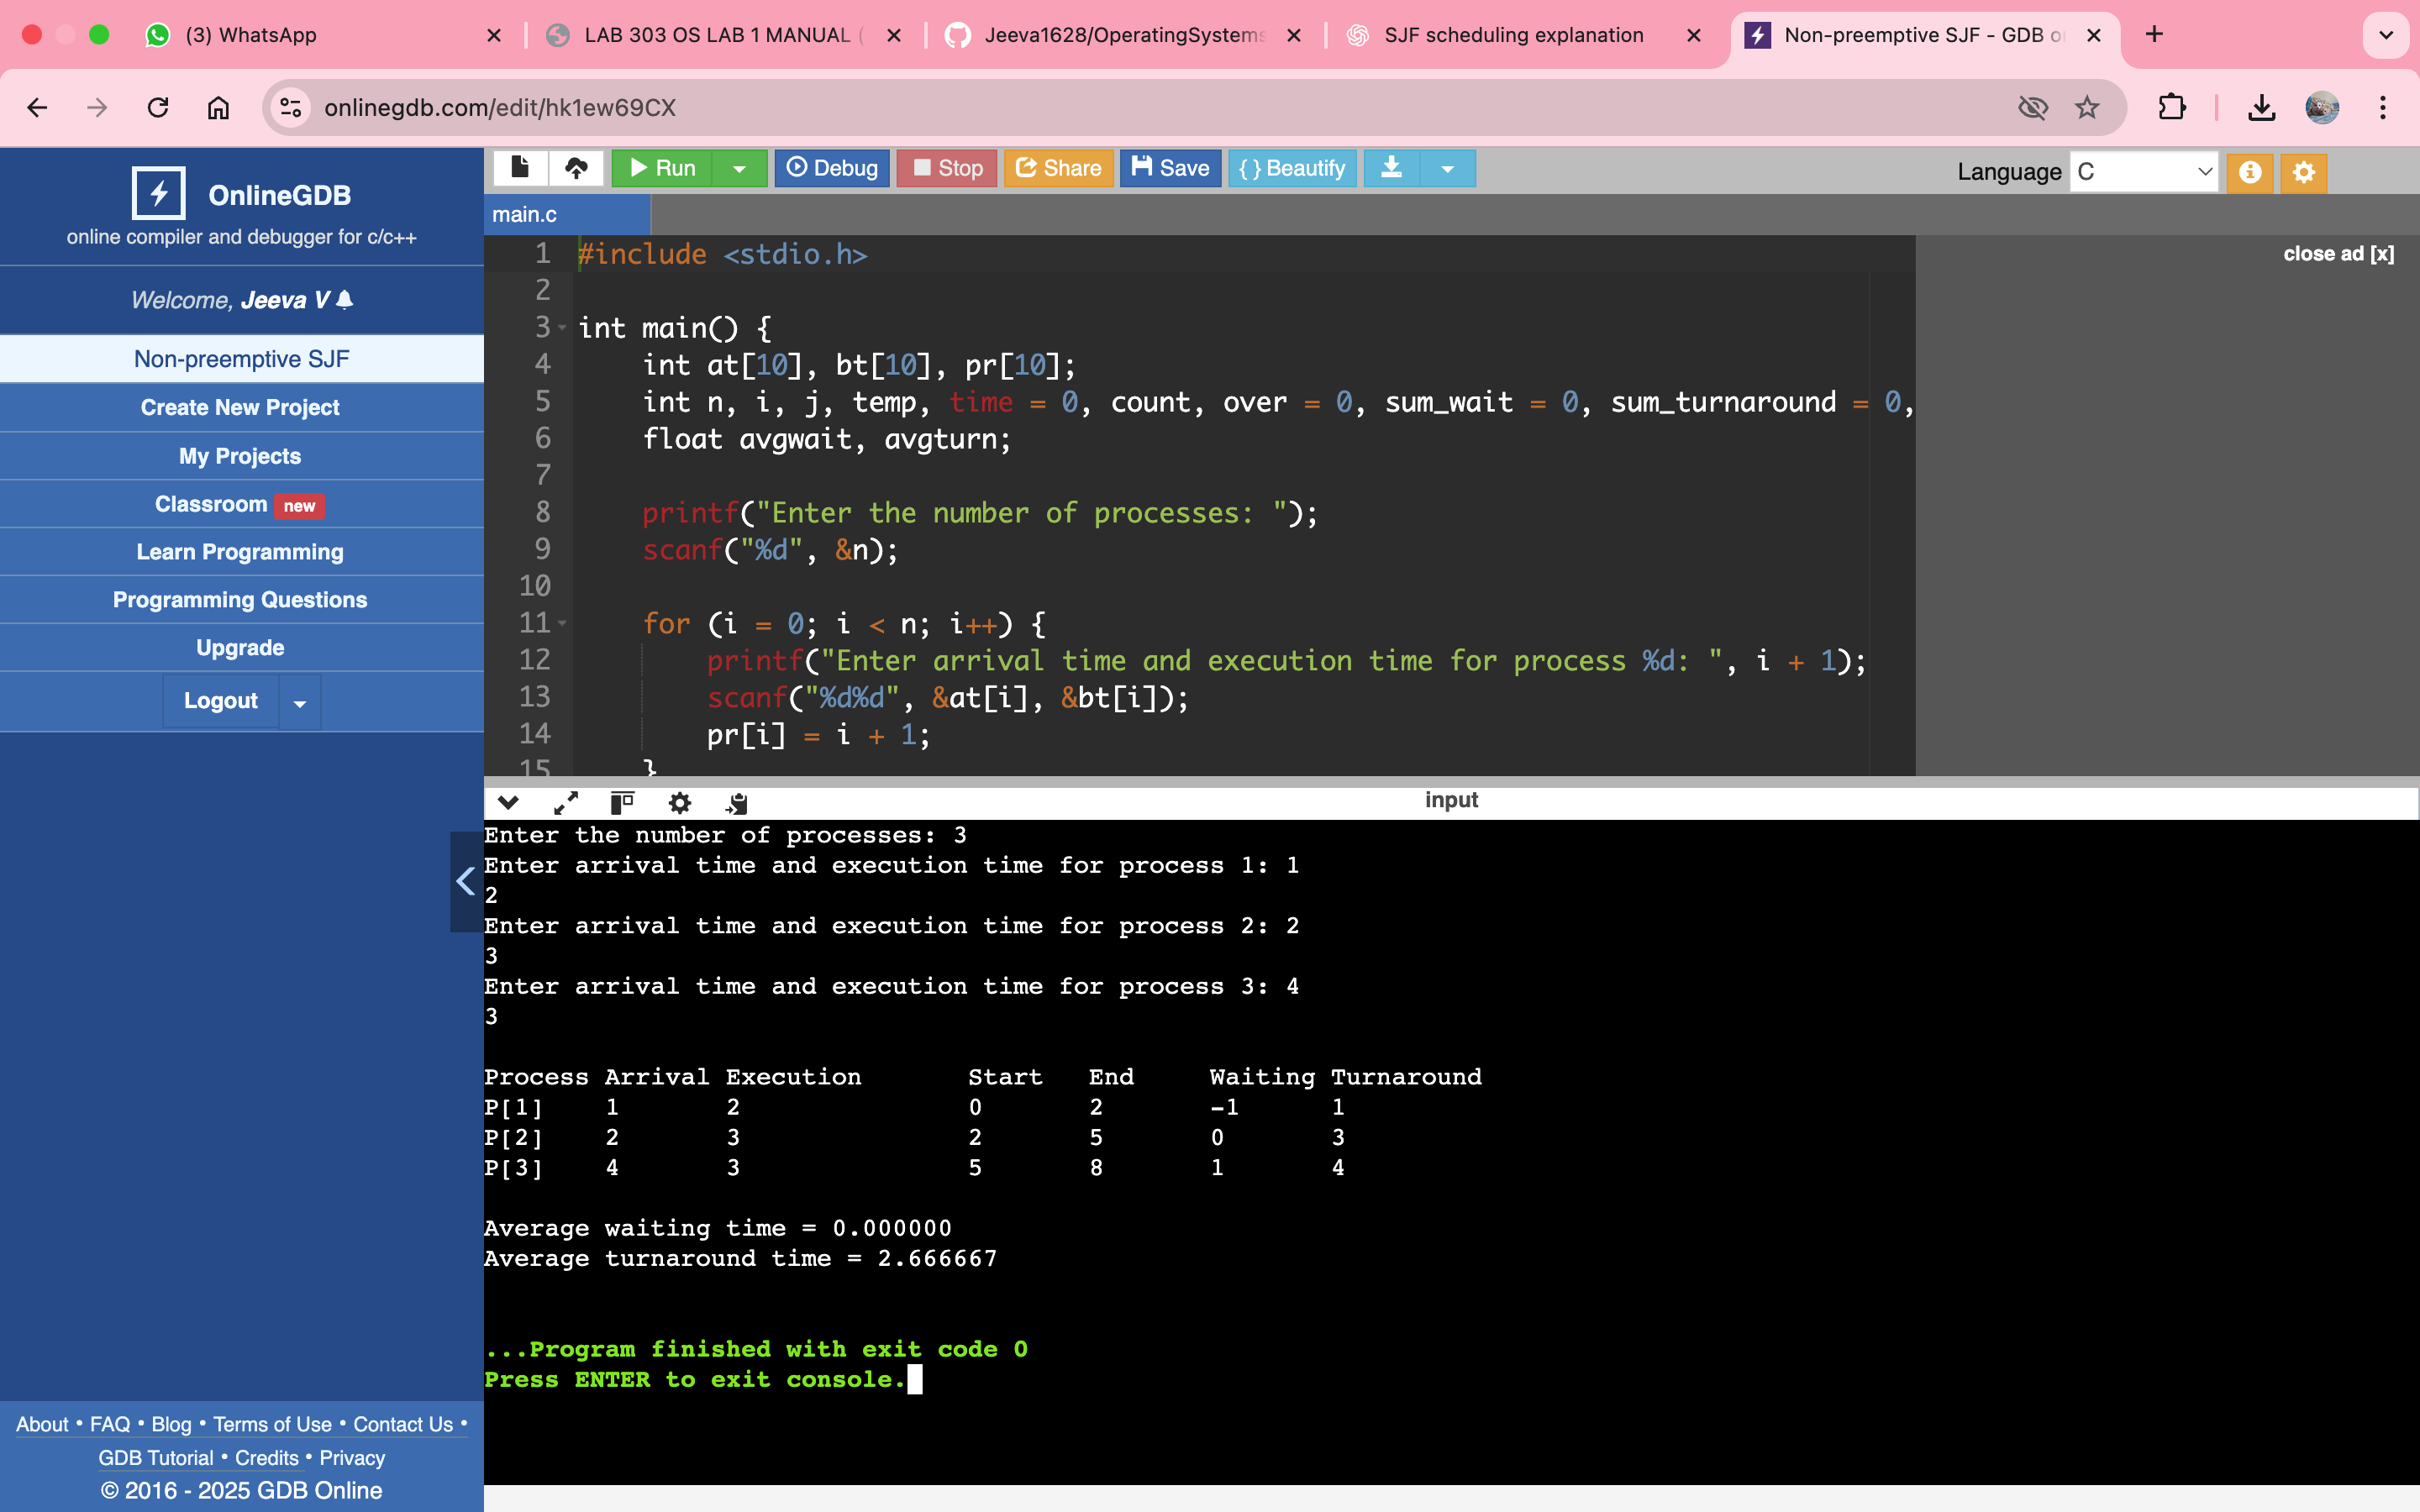 (3) WhatsApp
LAB 303 OS LAB 1 MANUAL (
Jeeva1628/OperatingSystems
SJF scheduling explanation
Non-preemptive SJF - GDB o
onlinegdb.com/edit/hk1ew69CX
OnlineGDB
online compiler and debugger for c/c++
Welcome, Jeeva V
Non-preemptive SJF
Create New Project
My Projects
Classroom new
Learn Programming
Programming Questions
Upgrade
Logout
About • FAQ • Blog • Terms of Use • Contact Us •
GDB Tutorial • Credits • Privacy
© 2016 - 2025 GDB Online
Run Debug Stop Share Save { } Beautify
Language C
main.c
close ad [x]
1 #include <stdio.h>
2
3 int main() {
4 int at[10], bt[10], pr[10];
5 int n, i, j, temp, time = 0, count, over = 0, sum_wait = 0, sum_turnaround = 0,
6 float avgwait, avgturn;
7
8 printf("Enter the number of processes: ");
9 scanf("%d", &n);
10
11 for (i = 0; i < n; i++) {
12 printf("Enter arrival time and execution time for process %d: ", i + 1);
13 scanf("%d%d", &at[i], &bt[i]);
14 pr[i] = i + 1;
15 }
input
Enter the number of processes: 3
Enter arrival time and execution time for process 1: 1
2
Enter arrival time and execution time for process 2: 2
3
Enter arrival time and execution time for process 3: 4
3
Process Arrival Execution Start End Waiting Turnaround
P[1] 1 2 0 2 -1 1
P[2] 2 3 2 5 0 3
P[3] 4 3 5 8 1 4
Average waiting time = 0.000000
Average turnaround time = 2.666667
...Program finished with exit code 0
Press ENTER to exit console.